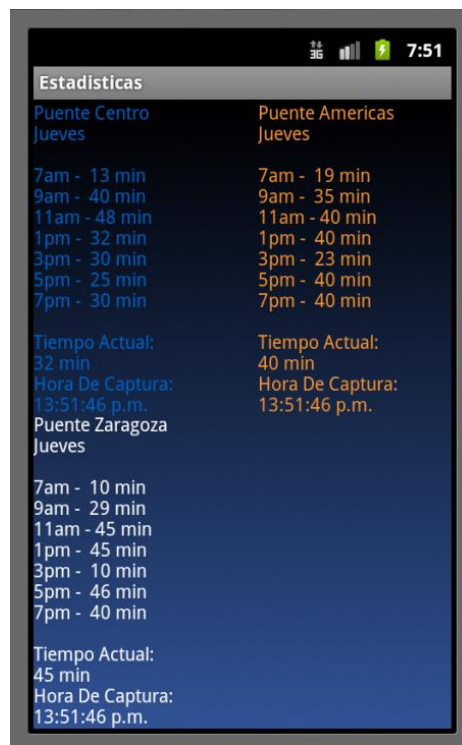 3G 7:51
Estadisticas
Puente Centro
Jueves
7am - 13 min
9am - 40 min
11am - 48 min
1pm - 32 min
3pm - 30 min
5pm - 25 min
7pm - 30 min
Tiempo Actual:
32 min
Hora De Captura:
13:51:46 p.m.
Puente Americas
Jueves
7am - 19 min
9am - 35 min
11am - 40 min
1pm - 40 min
3pm - 23 min
5pm - 40 min
7pm - 40 min
Tiempo Actual:
40 min
Hora De Captura:
13:51:46 p.m.
Puente Zaragoza
Jueves
7am - 10 min
9am - 29 min
11am - 45 min
1pm - 45 min
3pm - 10 min
5pm - 46 min
7pm - 40 min
Tiempo Actual:
45 min
Hora De Captura:
13:51:46 p.m.